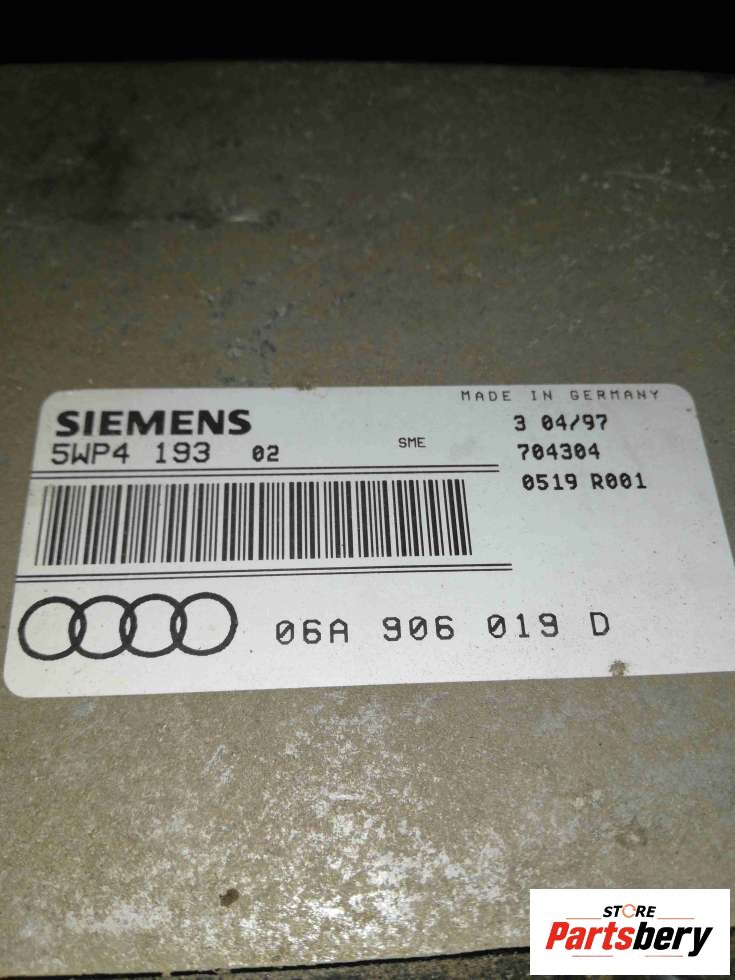 MADE IN GERMANY
SIEMENS
3 04/97
5WP4 193 02
SME
704304
0519 R001
06A 906 019 D
STORE
Partsbery